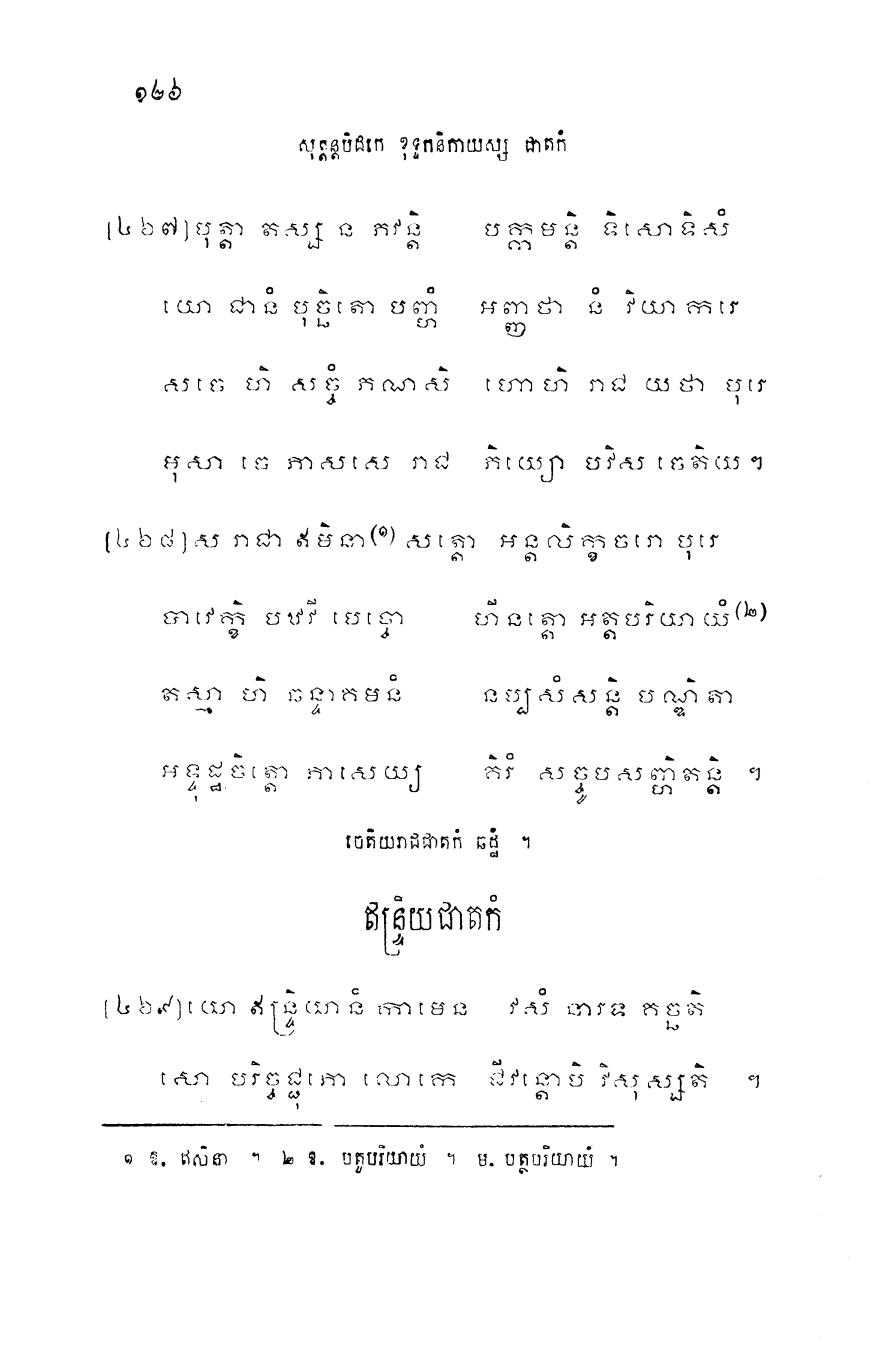 ១៤៦
សុត្តន្តបិដកេ ខុទ្ទកនិកាយស្ស ជាតកំ
[៤៦៧] បុត្តា តស្ស ន ភវន្តិ បក្កមន្តិ ទិសោទិសំ
យោ ជានំ បុច្ឆិតោ បញ្ហំ អញ្ញថា នំ វិយាករេ
សចេ ហិ សច្ចំ ភណសិ ហោហិ រាជ យថា បុរេ
មុសា ចេ ភាសសេ រាជ ភិយ្យោ បវិស ចេតិយ។
[៤៦៨] ស រាជា ឥមិនា(១) សត្តោ អន្តលិក្ខចរោ បុរេ
បាវេក្ខិ បឋវី បេច្ចោ ហីនត្តោ អត្តបរិយាយំ(២)
តស្មា ហិ ឆន្ទាគមនំ នប្បសំសន្តិ បណ្ឌិតា
អទុដ្ឋចិត្តោ ភាសេយ្យ គិរំ សច្ចូបសញ្ហិតន្តិ ។
ចេតិយរាជជាតកំ ឆដ្ឋំ ។
ឥន្ទ្រិយជាតកំ
[៤៦៩] យោ ឥន្ទ្រិយានំ កាមេន វសំ នារទ គច្ឆតិ
សោ បរិច្ចជ្ជុភោ លោកេ ជីវន្តោបិ វិសុស្សតិ ។
១ ឱ. ឥសិនា ។ ២ ឱ. បត្តបរិយាយំ ។ ម. បត្ថបរិយាយំ ។